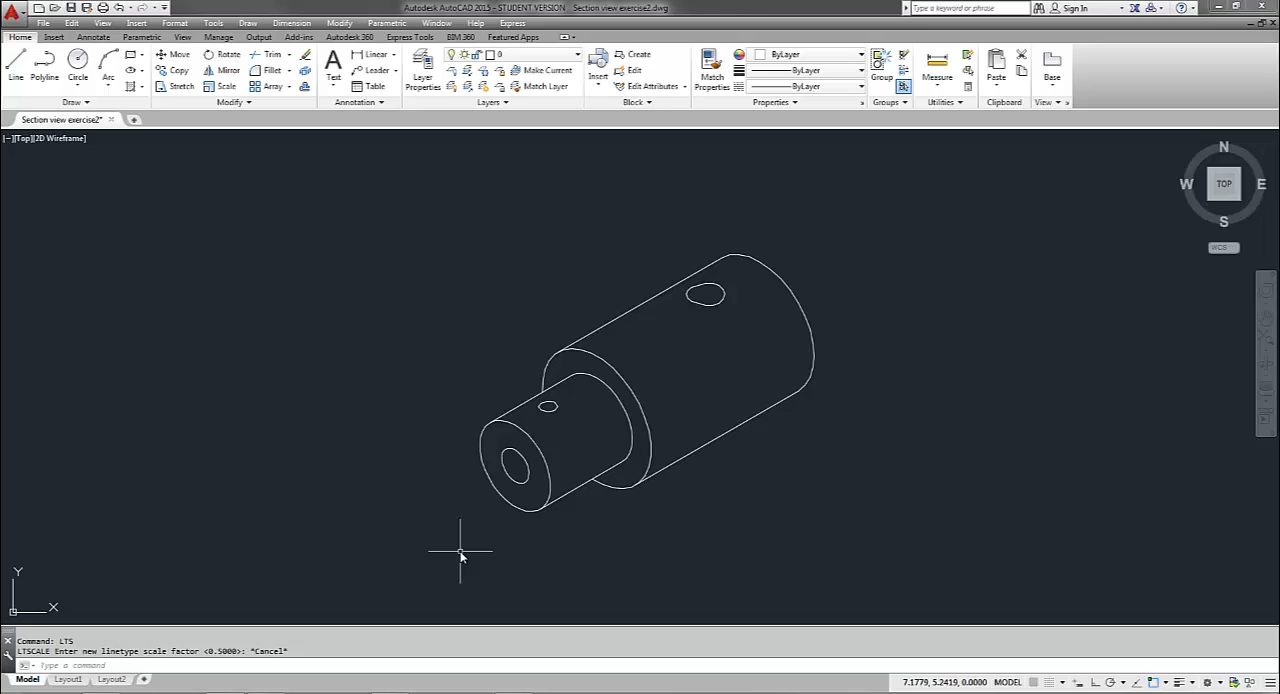 Autodesk AutoCAD 2015 - STUDENT VERSION Section view exercise2.dwg
Type a keyword or phrase
Sign In
File Edit View Insert Format Tools Draw Dimension Modify Parametric Window Help Express
Home Insert Annotate Parametric View Manage Output Add-ins Autodesk 360 Express Tools BIM 360 Featured Apps
Line Polyline Circle Arc
Move Rotate Trim
Copy Mirror Fillet
Stretch Scale Array
Text
Linear
Leader
Table
Layer Properties
0
Make Current
Match Layer
Insert
Create
Edit
Edit Attributes
Match Properties
ByLayer
ByLayer
ByLayer
Group
Measure
Paste
Base
Draw Modify Annotation Layers Block Properties Groups Utilities Clipboard View
Section view exercise2*
[−][Top][2D Wireframe]
N
W TOP E
S
WCS
Y
X
Command: LTS
LTSCALE Enter new linetype scale factor <0.5000>: *Cancel*
Type a command
Model Layout1 Layout2
7.1779, 5.2419, 0.0000 MODEL